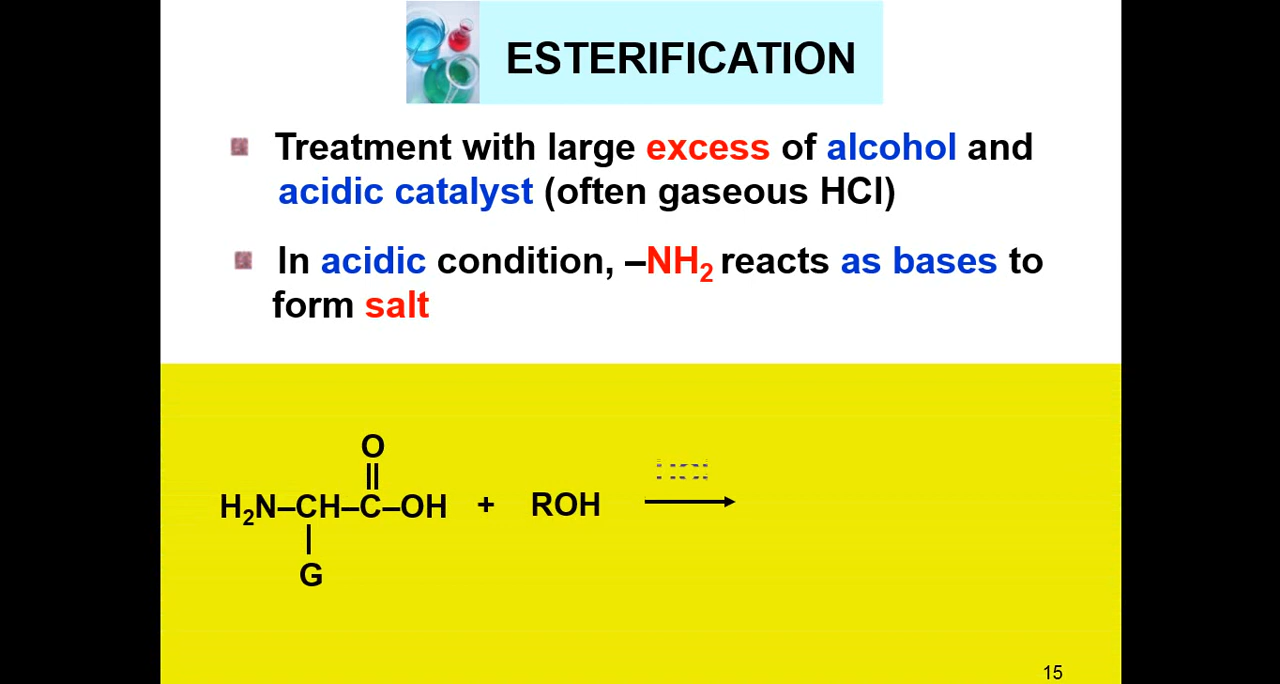 ESTERIFICATION
Treatment with large excess of alcohol and
acidic catalyst (often gaseous HCl)
In acidic condition, –NH₂ reacts as bases to
form salt
O
||
H₂N–CH–C–OH + ROH
|
G
15